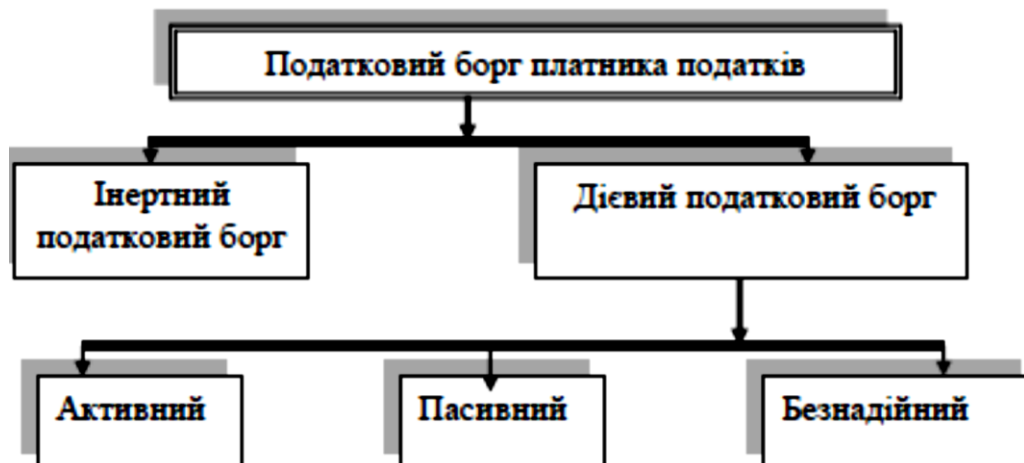 Податковий борг платника податків
Інертний
податковий борг
Дієвий податковий борг
Активний
Пасивний
Безнадійний